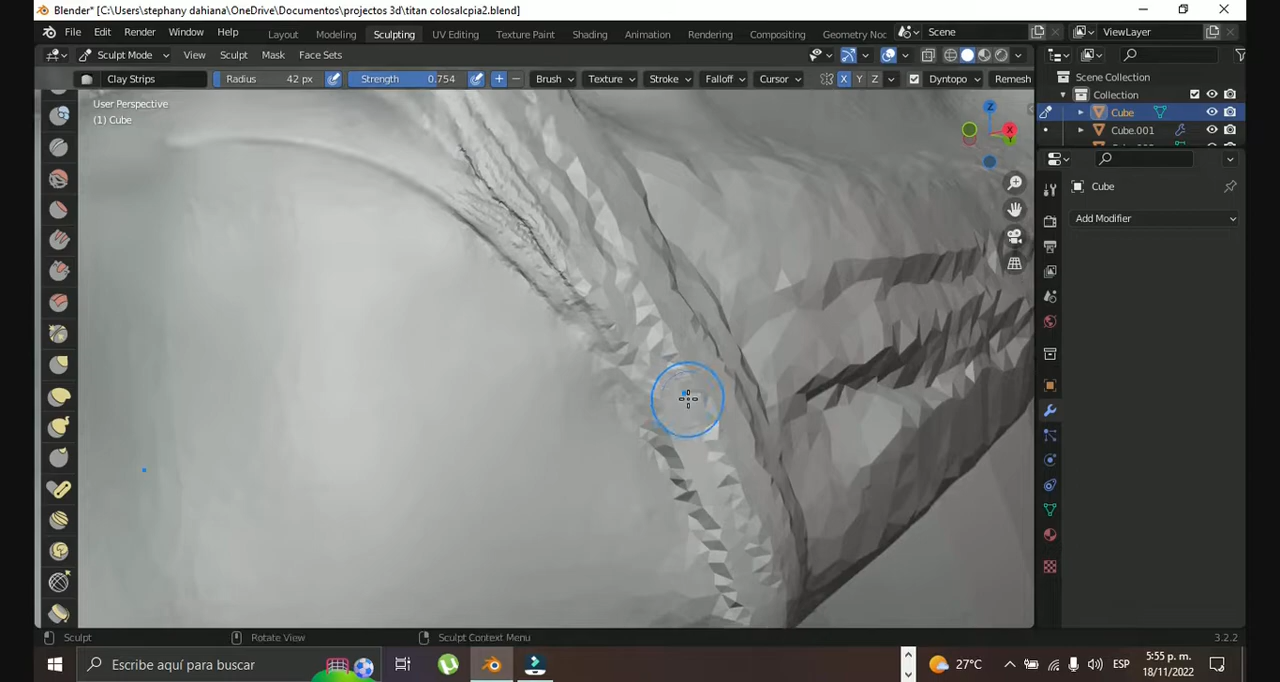 Blender* [C:\Users\stephany dahiana\OneDrive\Documentos\projectos 3d\titan colosalcpia2.blend]
File Edit Render Window Help Layout Modeling Sculpting UV Editing Texture Paint Shading Animation Rendering Compositing Geometry Noc Scene ViewLayer
Sculpt Mode View Sculpt Mask Face Sets
Clay Strips Radius 42 px Strength 0.754 Brush Texture Stroke Falloff Cursor X Y Z Dyntopo Remesh
User Perspective
(1) Cube
Z
X
Y
Scene Collection
Collection
Cube
Cube.001
Cube
Add Modifier
Sculpt Rotate View Sculpt Context Menu 3.2.2
Escribe aquí para buscar 27°C ESP 5:55 p. m.
18/11/2022